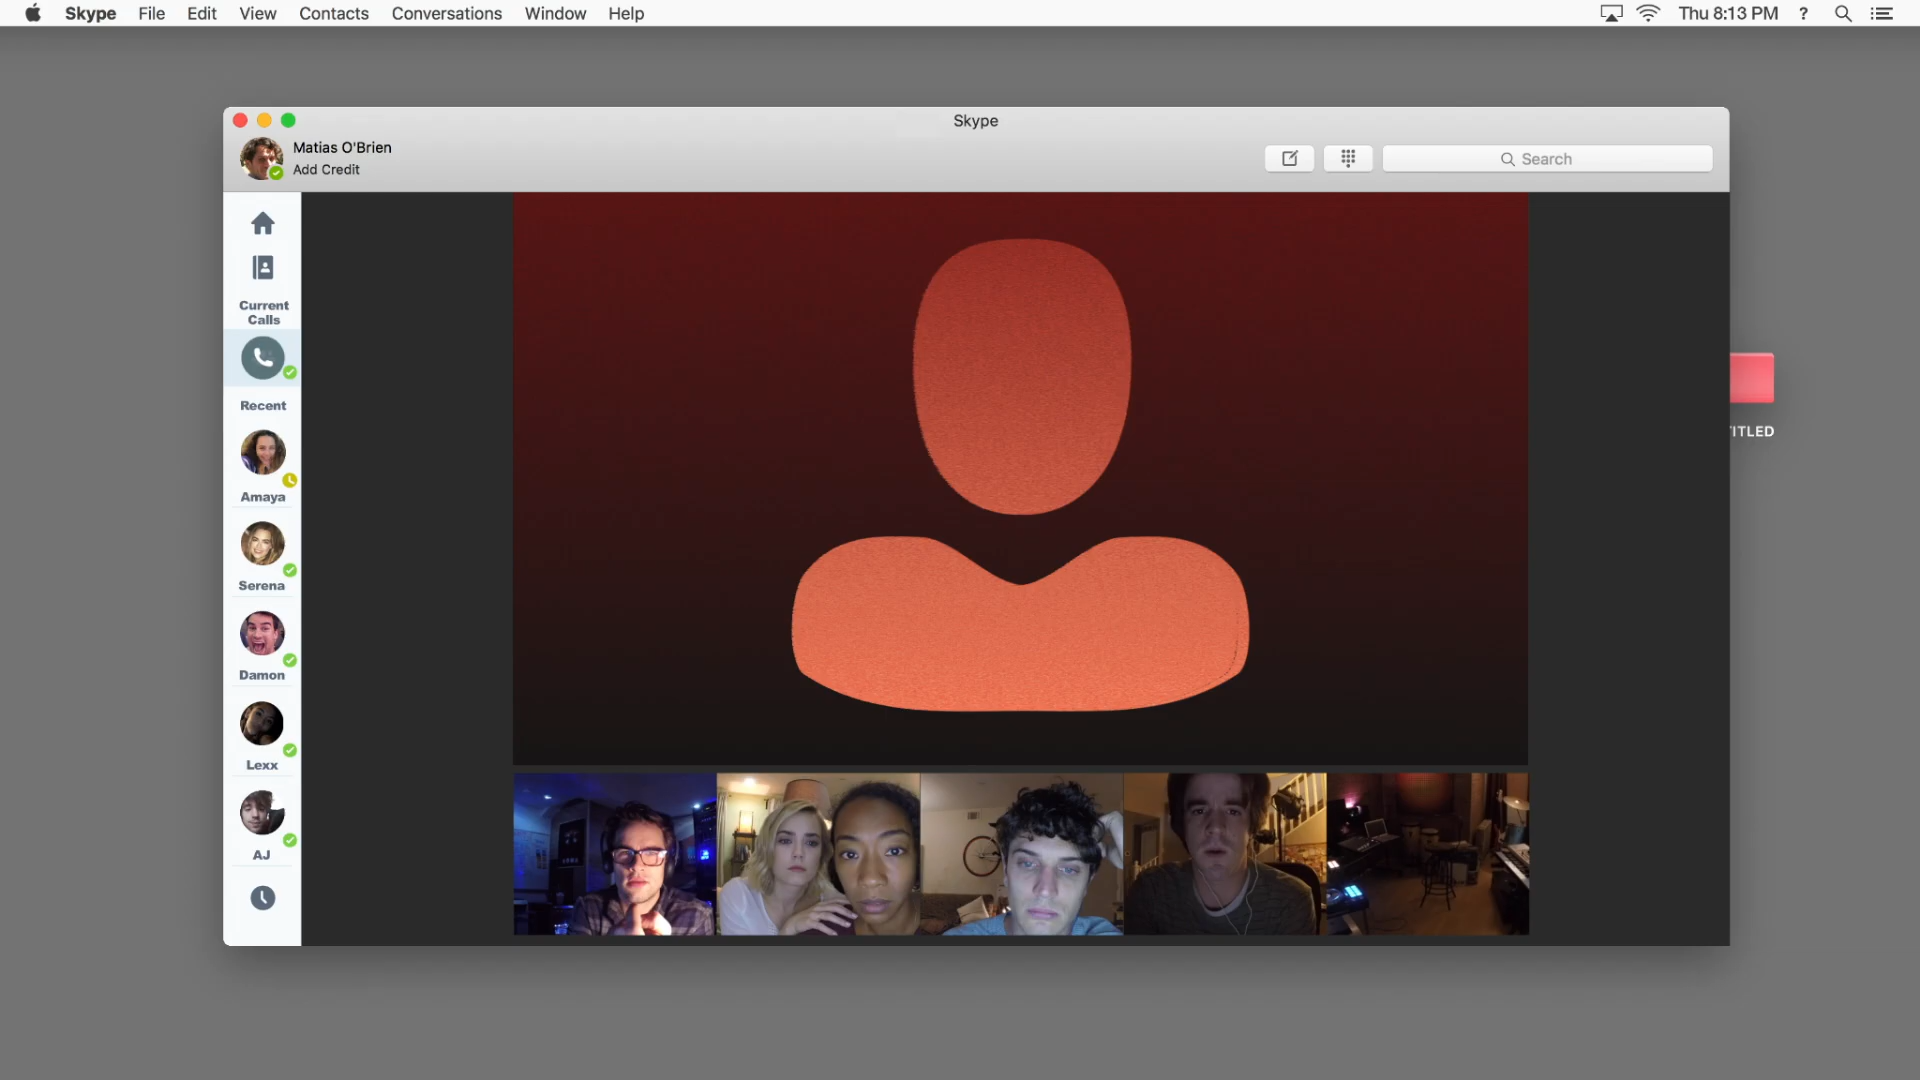 Skype File Edit View Contacts Conversations Window Help Thu 8:13 PM ?
Skype
Matias O'Brien
Add Credit
Search
Current
Calls
Recent
Amaya
Serena
Damon
Lexx
AJ
TITLED